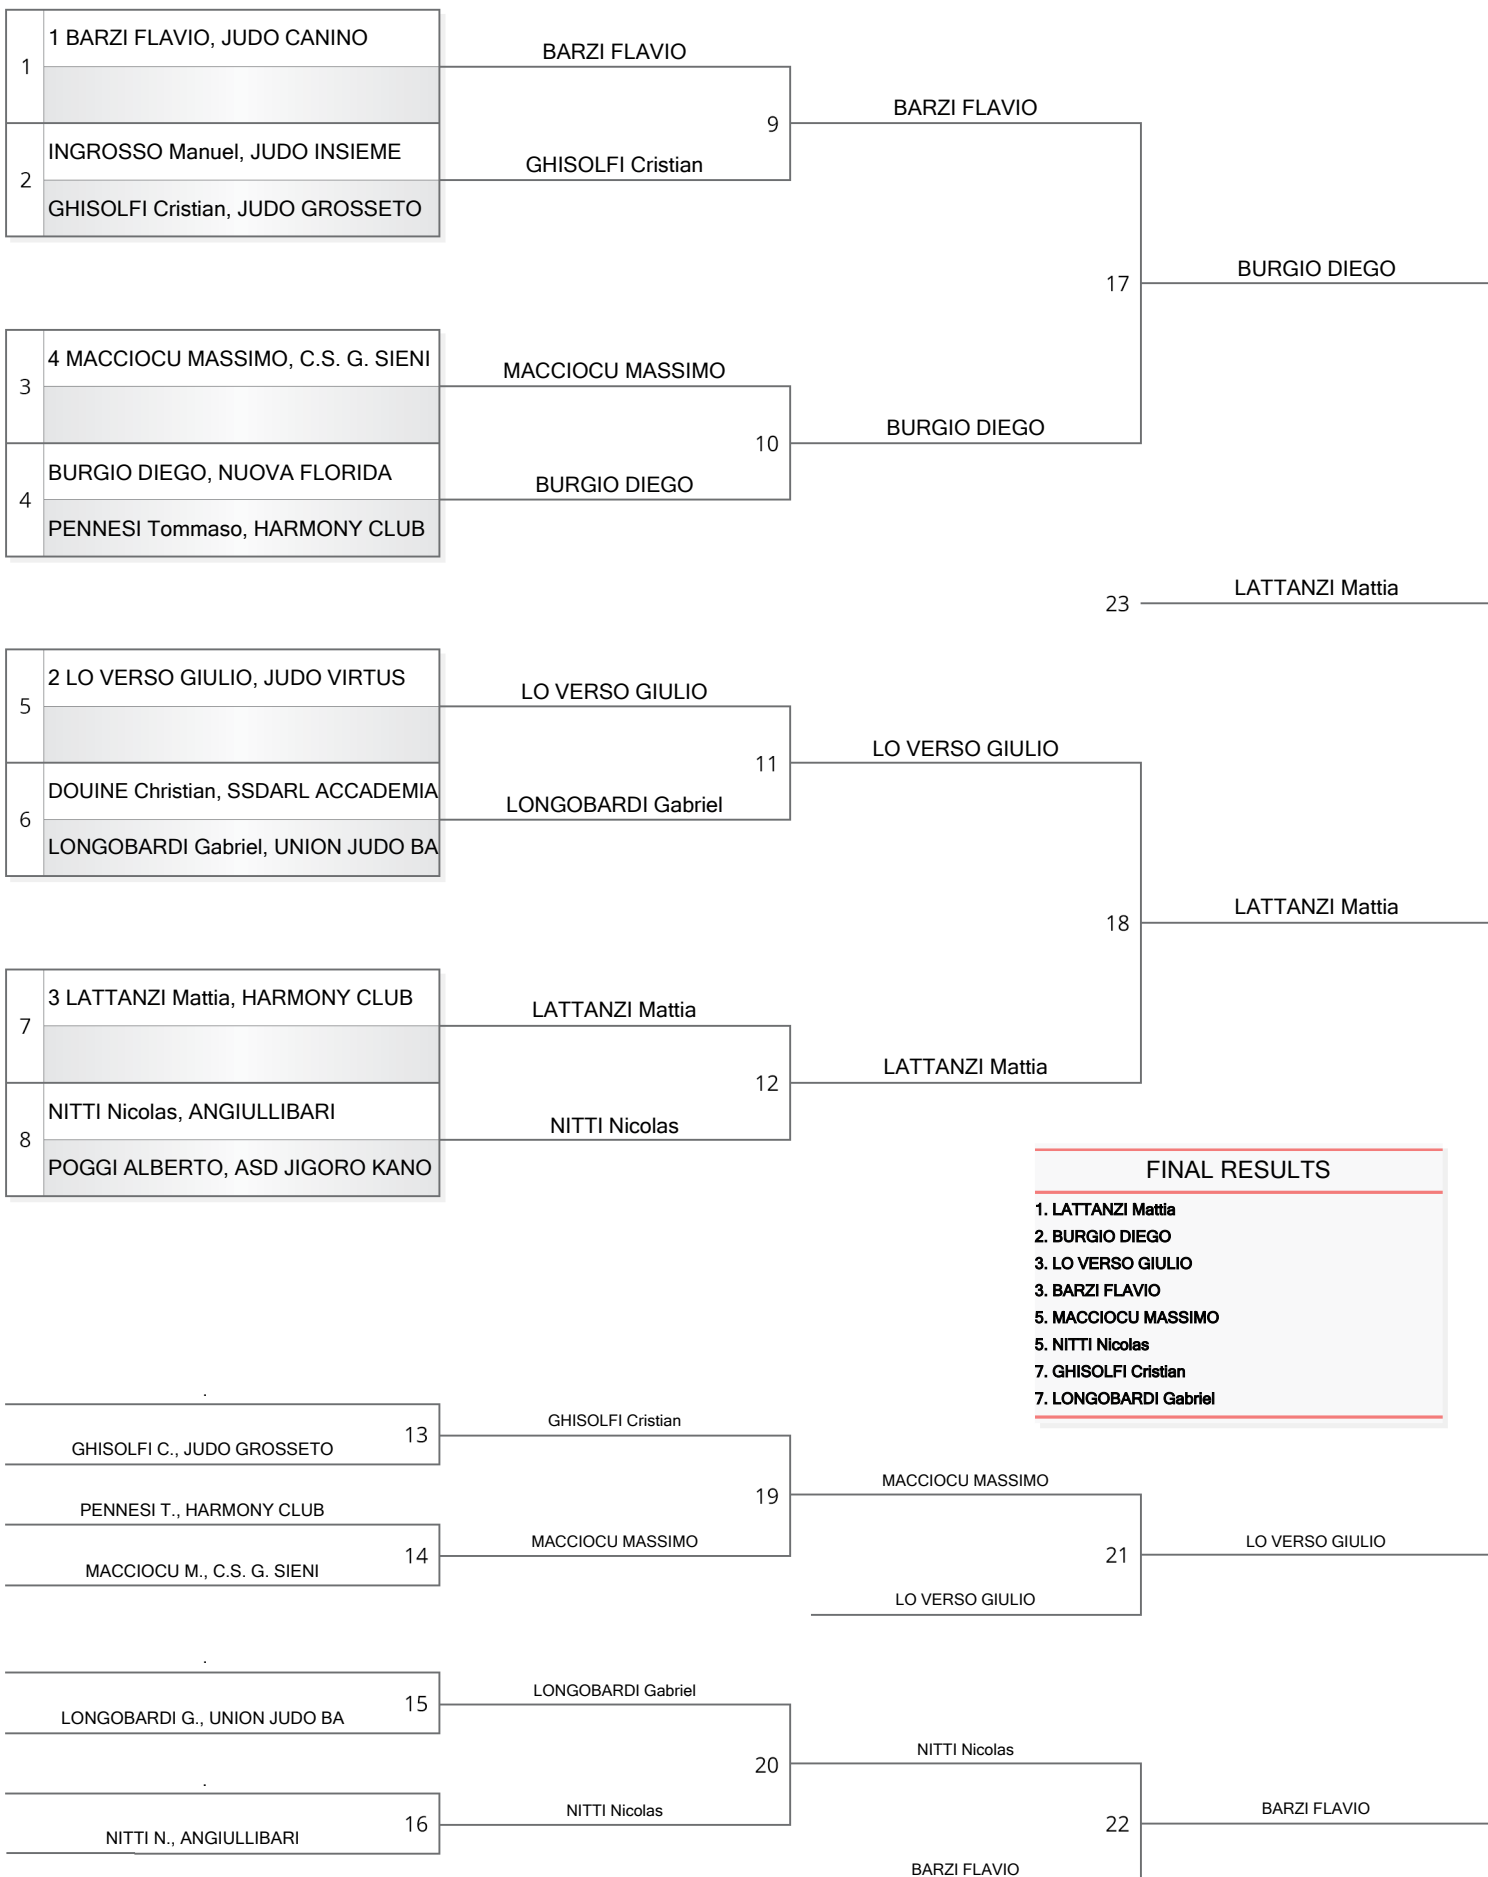 1 BARZI FLAVIO, JUDO CANINO
1
BARZI FLAVIO
INGROSSO Manuel, JUDO INSIEME
2
GHISOLFI Cristian, JUDO GROSSETO
GHISOLFI Cristian
9
BARZI FLAVIO
17
BURGIO DIEGO
4 MACCIOCU MASSIMO, C.S. G. SIENI
3
MACCIOCU MASSIMO
BURGIO DIEGO, NUOVA FLORIDA
4
PENNESI Tommaso, HARMONY CLUB
BURGIO DIEGO
10
BURGIO DIEGO
23
LATTANZI Mattia
2 LO VERSO GIULIO, JUDO VIRTUS
5
LO VERSO GIULIO
DOUINE Christian, SSDARL ACCADEMIA
6
LONGOBARDI Gabriel, UNION JUDO BA
LONGOBARDI Gabriel
11
LO VERSO GIULIO
18
LATTANZI Mattia
3 LATTANZI Mattia, HARMONY CLUB
7
LATTANZI Mattia
NITTI Nicolas, ANGIULLIBARI
8
POGGI ALBERTO, ASD JIGORO KANO
NITTI Nicolas
12
LATTANZI Mattia
FINAL RESULTS
1. LATTANZI Mattia
2. BURGIO DIEGO
3. LO VERSO GIULIO
3. BARZI FLAVIO
5. MACCIOCU MASSIMO
5. NITTI Nicolas
7. GHISOLFI Cristian
7. LONGOBARDI Gabriel
.
13
GHISOLFI C., JUDO GROSSETO
GHISOLFI Cristian
PENNESI T., HARMONY CLUB
14
MACCIOCU M., C.S. G. SIENI
MACCIOCU MASSIMO
19
MACCIOCU MASSIMO
21
LO VERSO GIULIO
LO VERSO GIULIO
.
15
LONGOBARDI G., UNION JUDO BA
LONGOBARDI Gabriel
.
16
NITTI N., ANGIULLIBARI
NITTI Nicolas
20
NITTI Nicolas
22
BARZI FLAVIO
BARZI FLAVIO